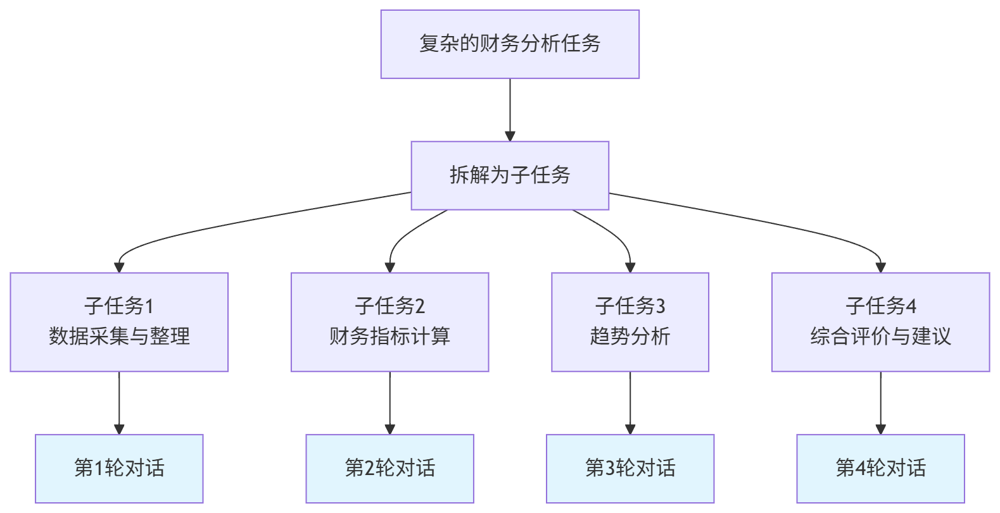 复杂的财务分析任务
拆解为子任务
子任务1
数据采集与整理
子任务2
财务指标计算
子任务3
趋势分析
子任务4
综合评价与建议
第1轮对话
第2轮对话
第3轮对话
第4轮对话